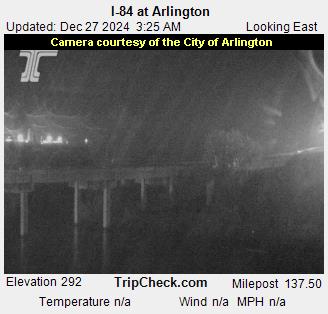 I-84 at Arlington
Updated: Dec 27 2024  3:25 AM    Looking East
Camera courtesy of the City of Arlington
Elevation 292    TripCheck.com    Milepost 137.50
Temperature n/a    Wind n/a  MPH n/a